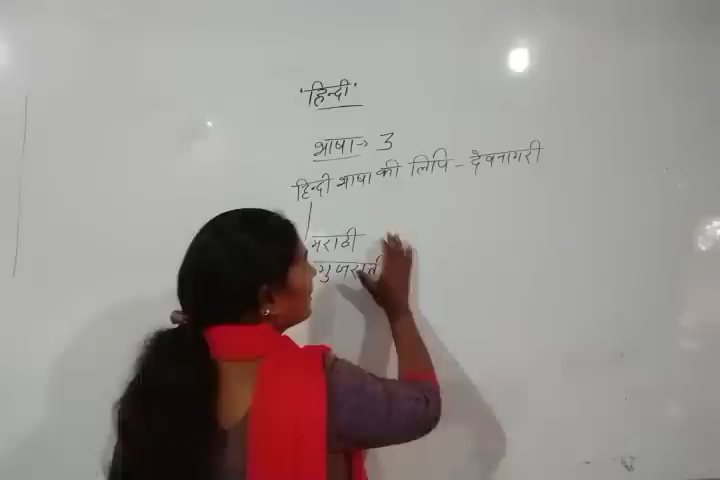 'हिन्दी'
भाषा→ 3
हिन्दी भाषा की लिपि - देवनागरी
मराठी